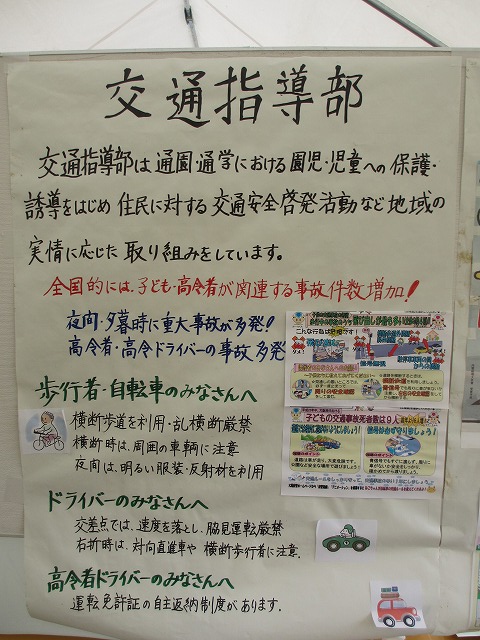 交通指導部
交通指導部は通園・通学における園児・児童への保護・
誘導をはじめ住民に対する交通安全啓発活動など地域の
実情に応じた取り組みをしています。
全国的には、子ども・高令者が関連する事故件数増加!
夜間・夕暮時に重大事故が多発!
高令者・高令ドライバーの事故多発
歩行者・自転車のみなさんへ
横断歩道を利用・乱横断厳禁
横断時は、周囲の車輌に注意
夜間は、明るい服装・反射材を利用
子どもの交通事故死者数は9人
ドライバーのみなさんへ
交差点では、速度を落とし、脇見運転厳禁
右折時は、対向直進車や横断歩行者に注意.
高令者ドライバーのみなさんへ
運転免許証の自主返納制度があります.